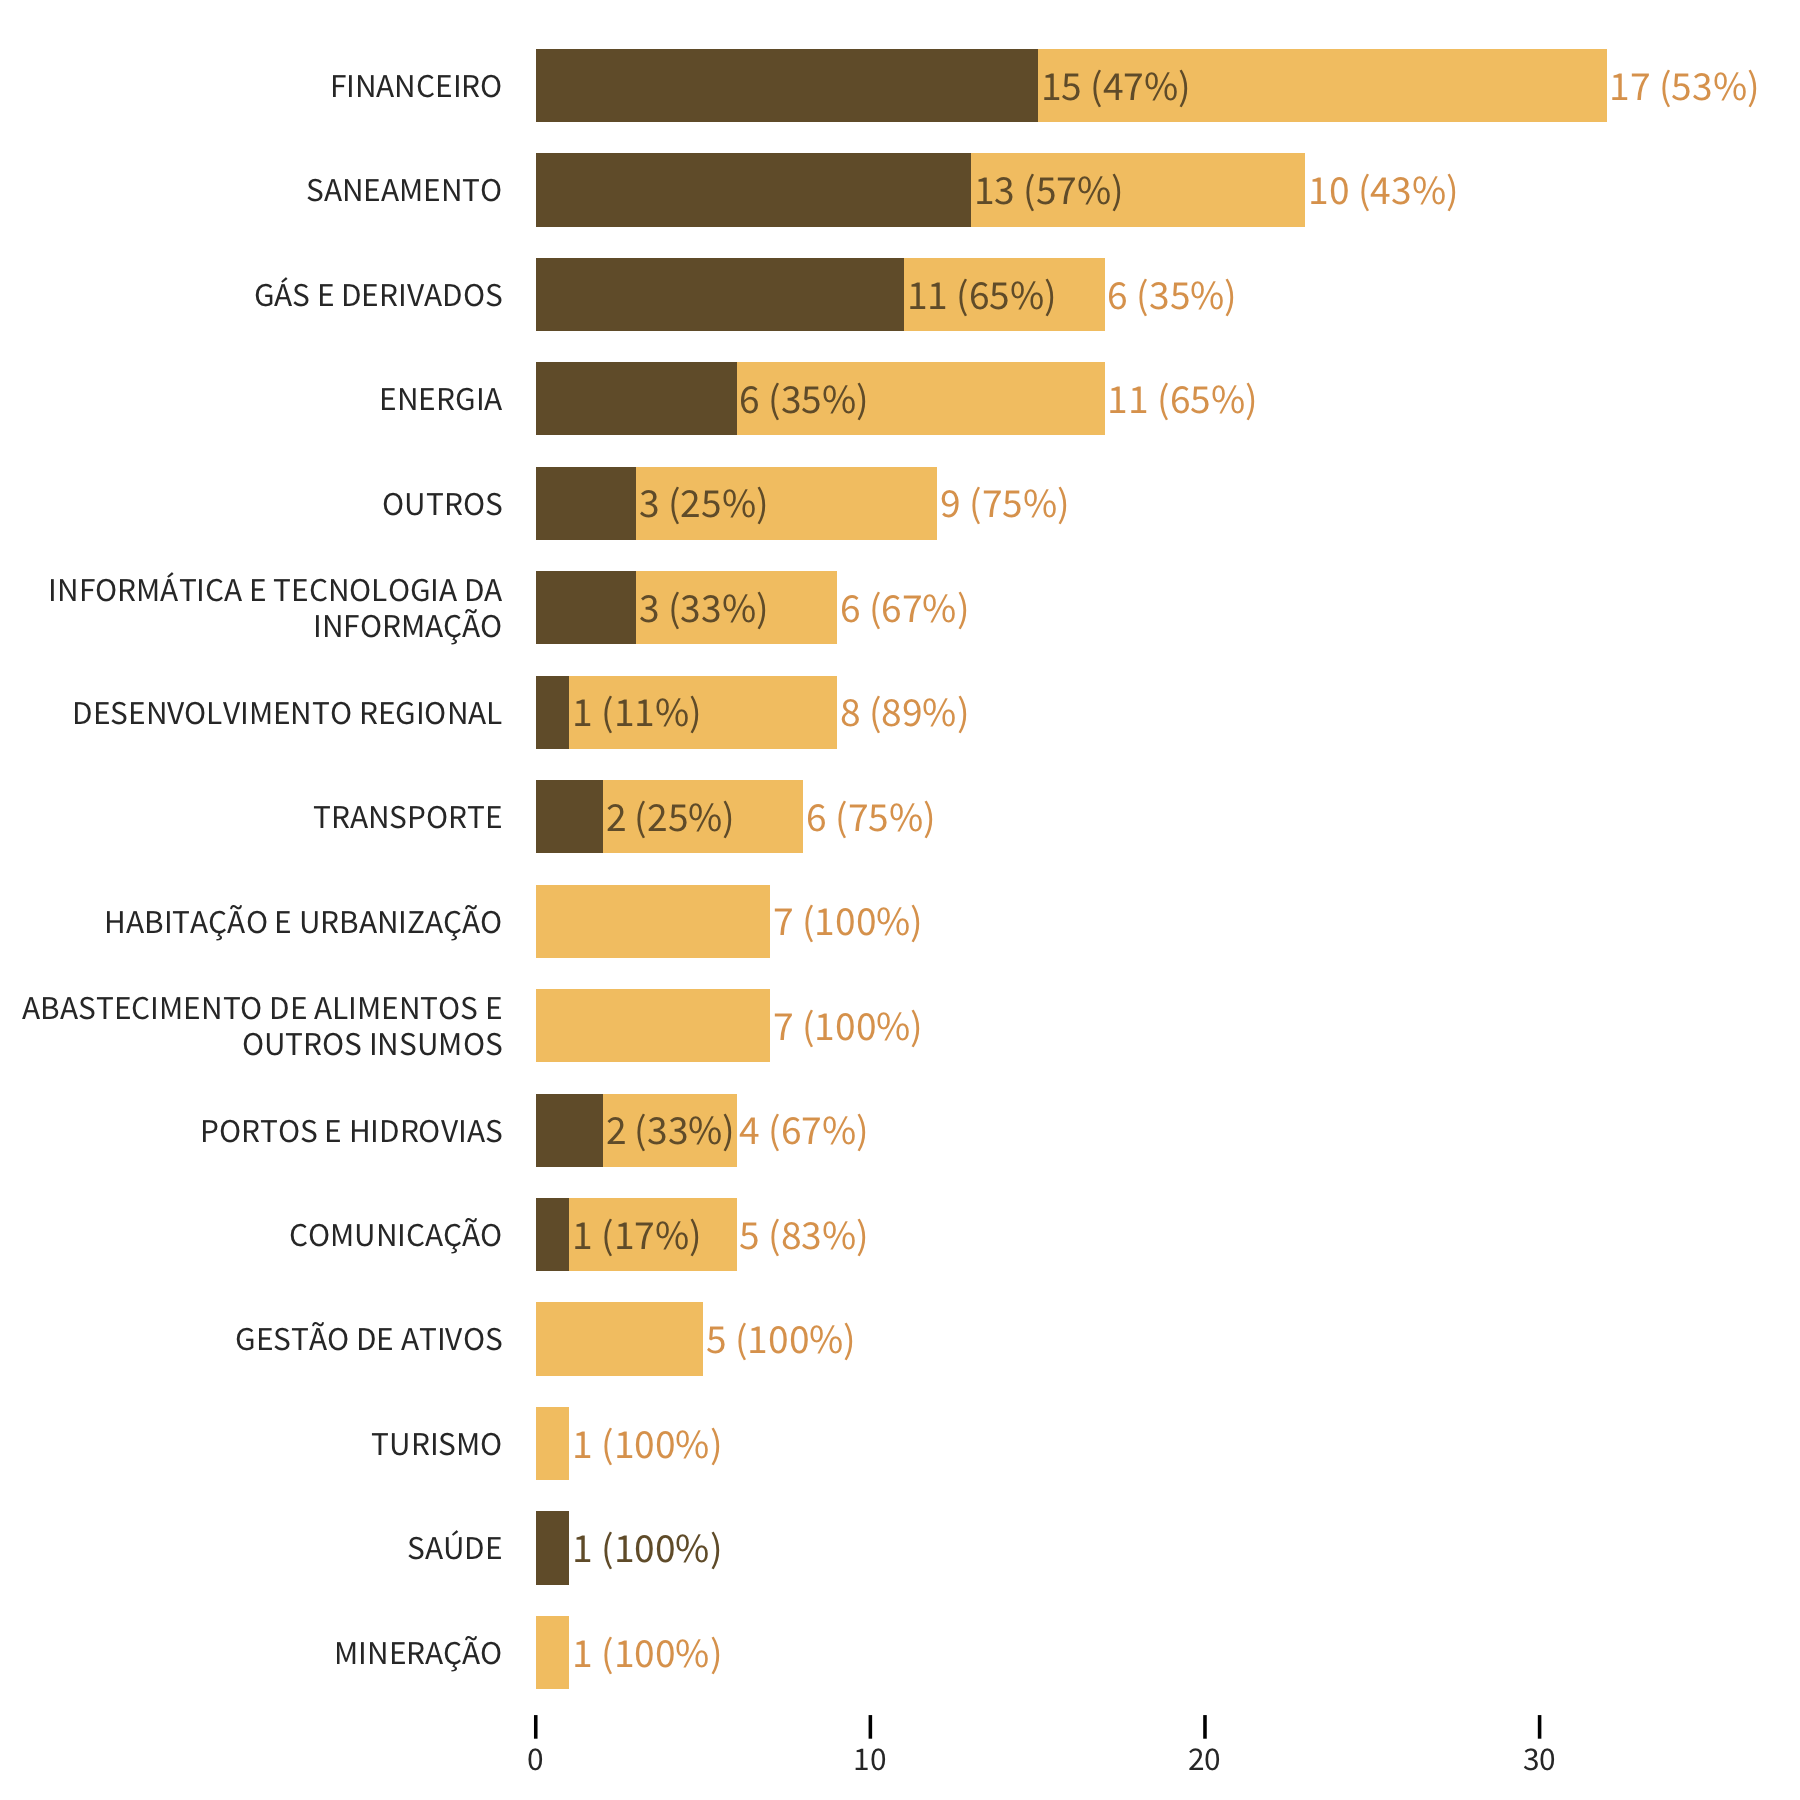 FINANCEIRO 15 (47%) 17 (53%)
SANEAMENTO 13 (57%) 10 (43%)
GÁS E DERIVADOS 11 (65%) 6 (35%)
ENERGIA 6 (35%) 11 (65%)
OUTROS 3 (25%) 9 (75%)
INFORMÁTICA E TECNOLOGIA DA
INFORMAÇÃO 3 (33%) 6 (67%)
DESENVOLVIMENTO REGIONAL 1 (11%) 8 (89%)
TRANSPORTE 2 (25%) 6 (75%)
HABITAÇÃO E URBANIZAÇÃO 7 (100%)
ABASTECIMENTO DE ALIMENTOS E
OUTROS INSUMOS 7 (100%)
PORTOS E HIDROVIAS 2 (33%) 4 (67%)
COMUNICAÇÃO 1 (17%) 5 (83%)
GESTÃO DE ATIVOS 5 (100%)
TURISMO 1 (100%)
SAÚDE 1 (100%)
MINERAÇÃO 1 (100%)
0 10 20 30